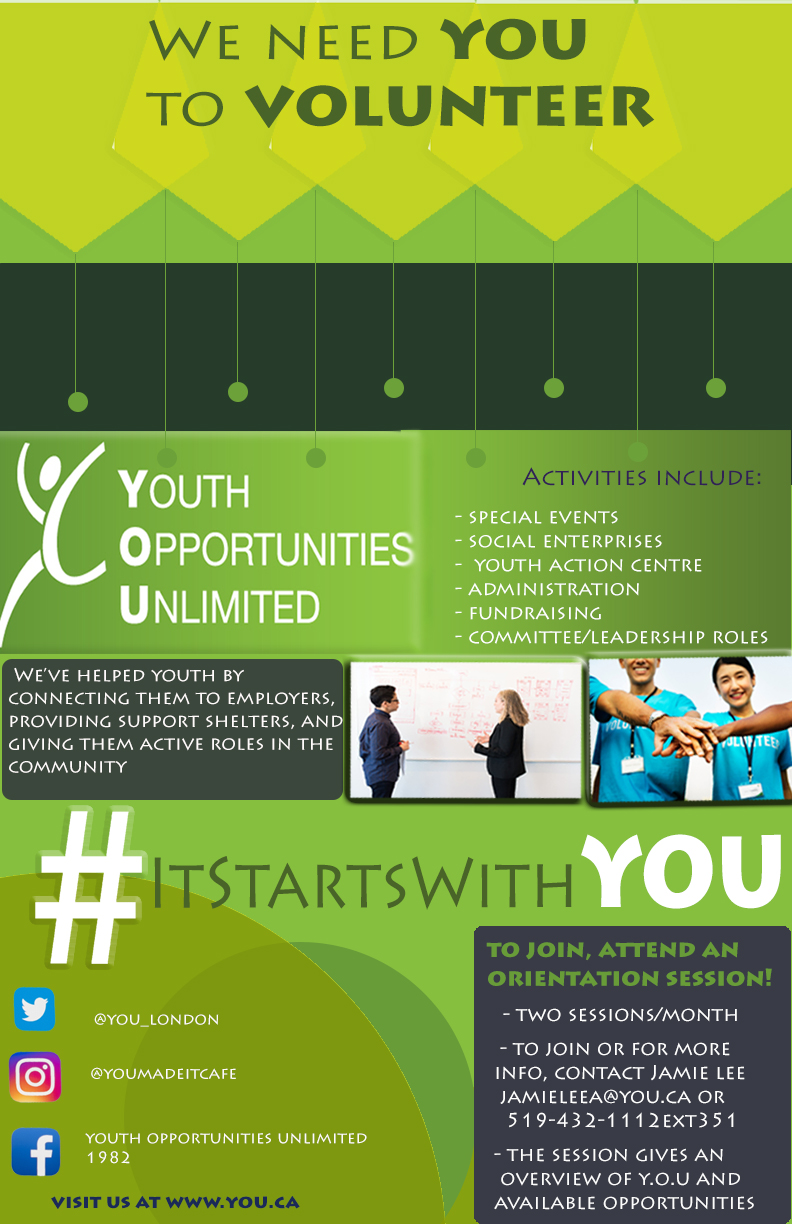 WE NEED YOU
TO VOLUNTEER
YOUTH
OPPORTUNITIES
UNLIMITED
ACTIVITIES INCLUDE:
- SPECIAL EVENTS
- SOCIAL ENTERPRISES
- YOUTH ACTION CENTRE
- ADMINISTRATION
- FUNDRAISING
- COMMITTEE/LEADERSHIP ROLES
WE'VE HELPED YOUTH BY
CONNECTING THEM TO EMPLOYERS,
PROVIDING SUPPORT SHELTERS, AND
GIVING THEM ACTIVE ROLES IN THE
COMMUNITY
#ITSTARTSWITHYOU
TO JOIN, ATTEND AN
ORIENTATION SESSION!
- TWO SESSIONS/MONTH
- TO JOIN OR FOR MORE
INFO, CONTACT JAMIE LEE
JAMIELEEA@YOU.CA OR
519-432-1112EXT351
- THE SESSION GIVES AN
OVERVIEW OF Y.O.U AND
AVAILABLE OPPORTUNITIES
@YOU_LONDON
@YOUMADEITCAFE
YOUTH OPPORTUNITIES UNLIMITED
1982
VISIT US AT WWW.YOU.CA